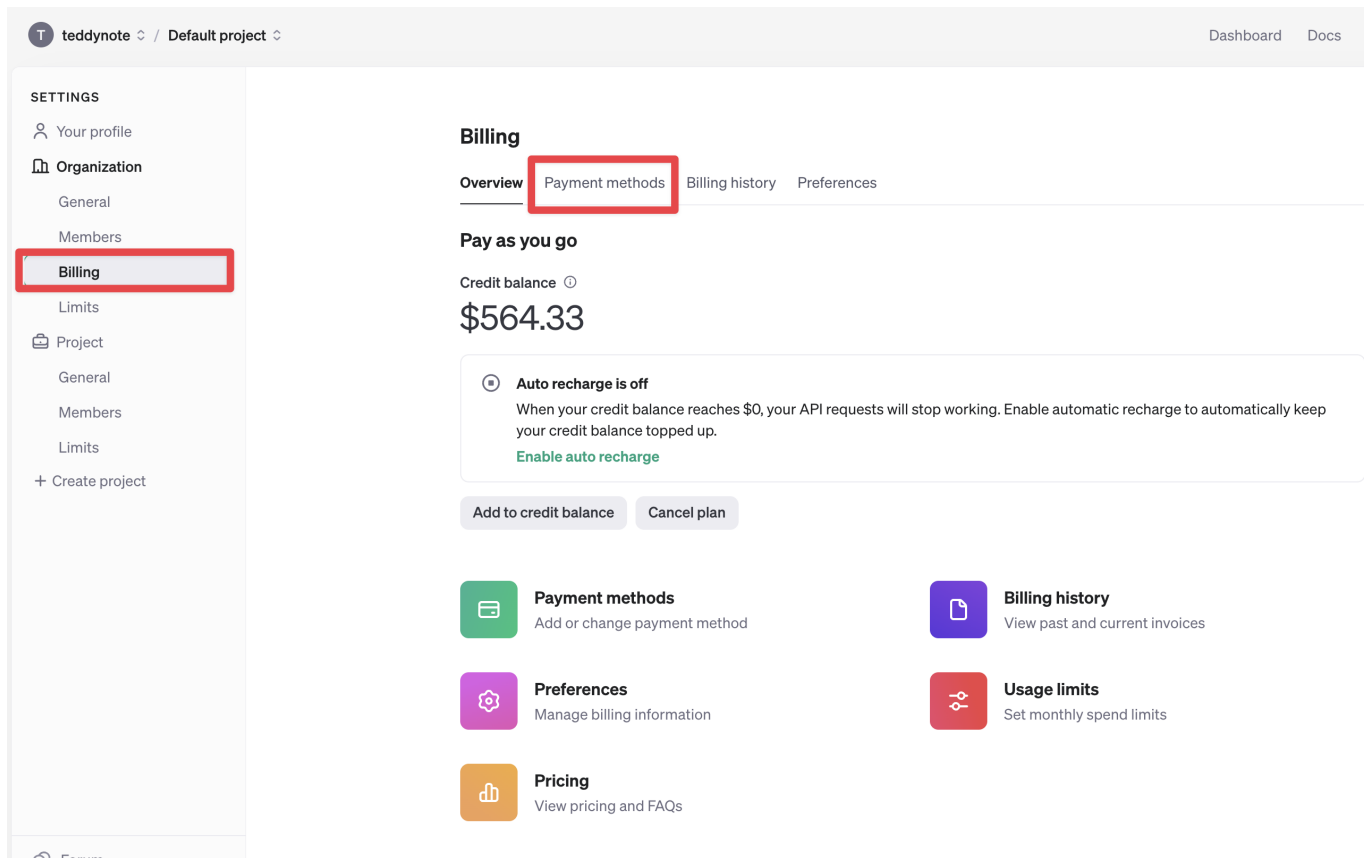 T teddynote / Default project
Dashboard Docs
SETTINGS
Your profile
Organization
General
Members
Billing
Limits
Project
General
Members
Limits
+ Create project
Billing
Overview Payment methods Billing history Preferences
Pay as you go
Credit balance
$564.33
Auto recharge is off
When your credit balance reaches $0, your API requests will stop working. Enable automatic recharge to automatically keep
your credit balance topped up.
Enable auto recharge
Add to credit balance Cancel plan
Payment methods
Add or change payment method
Billing history
View past and current invoices
Preferences
Manage billing information
Usage limits
Set monthly spend limits
Pricing
View pricing and FAQs